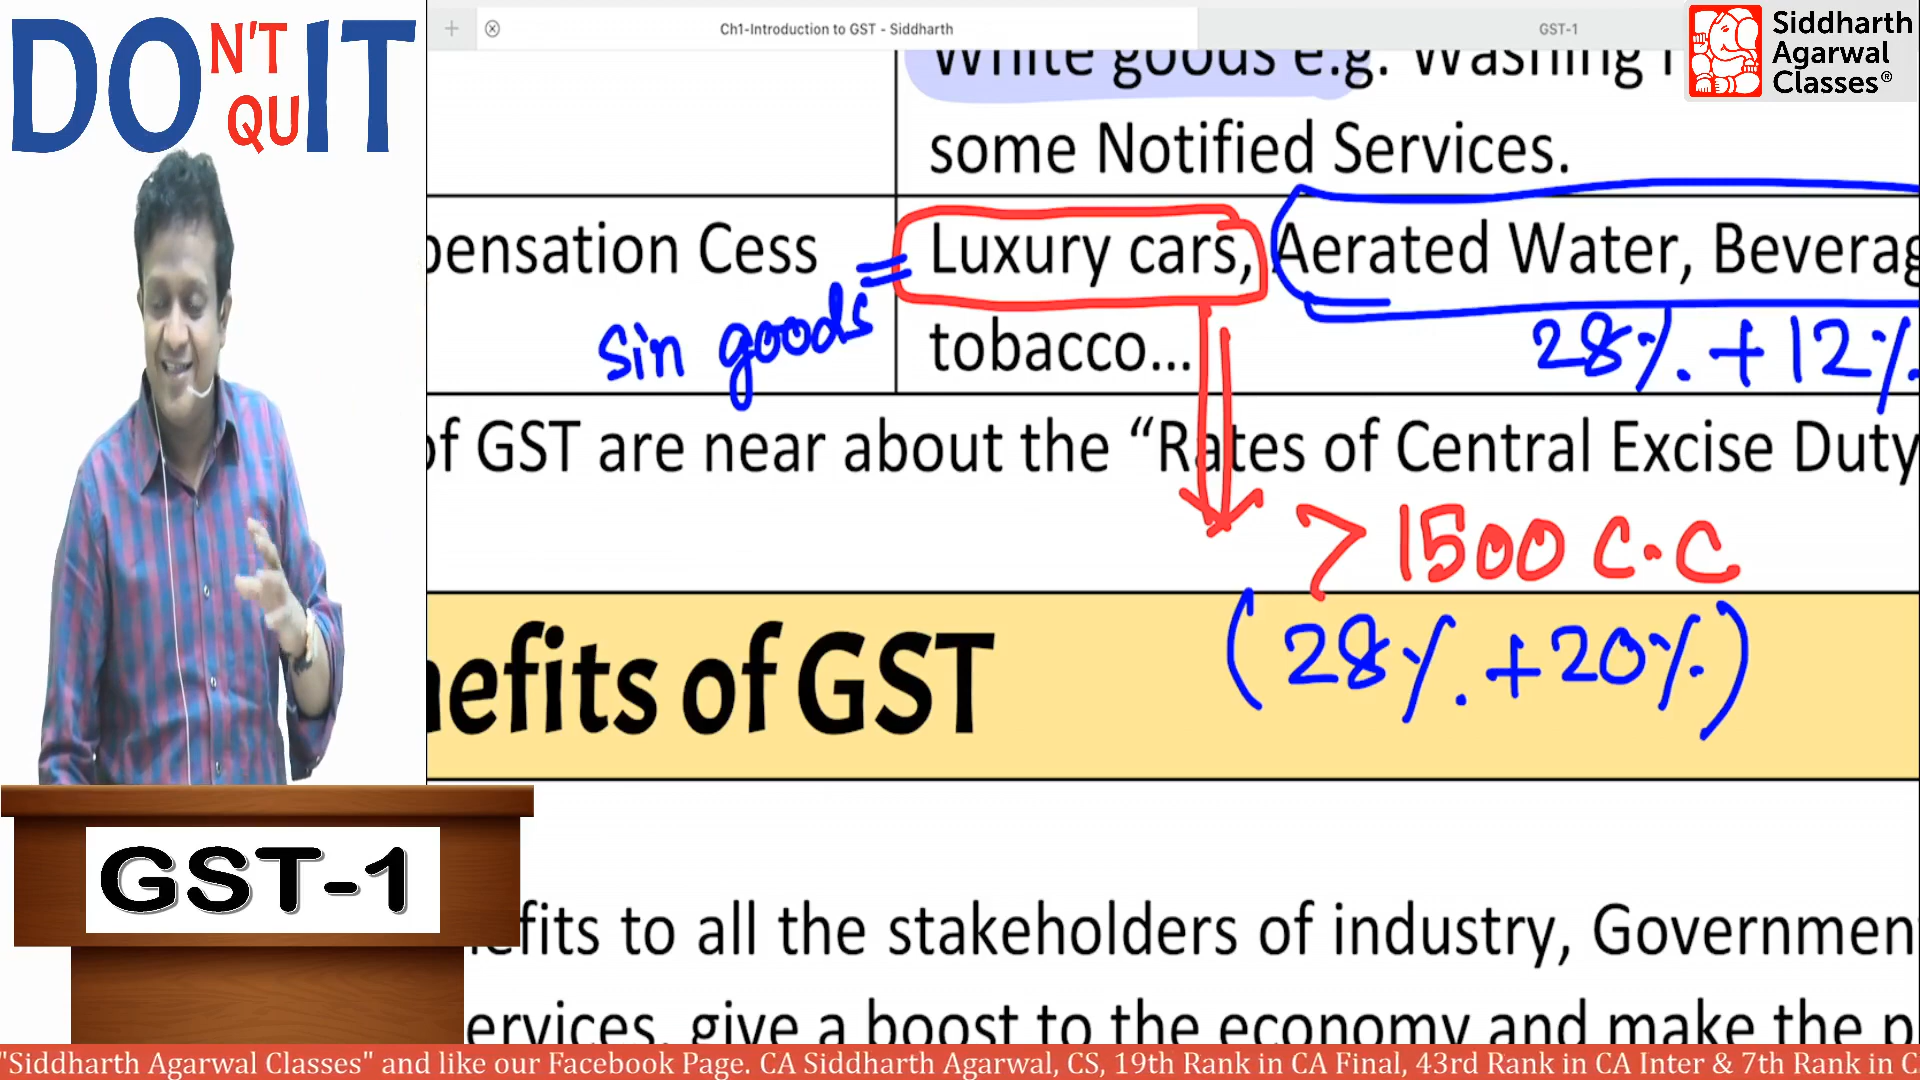 DON'T QUIT
Ch1-Introduction to GST - Siddharth
GST-1
Siddharth
Agarwal
Classes®
White goods e.g. Washing
some Notified Services.
pensation Cess
Luxury cars, Aerated Water, Beverag
sin goods =
tobacco...
28%. + 12%.
of GST are near about the “Rates of Central Excise Duty
> 1500 C.C
(28%. + 20%.)
nefits of GST
GST-1
efits to all the stakeholders of industry, Governmen
ervices, give a boost to the economy and make the p
"Siddharth Agarwal Classes" and like our Facebook Page. CA Siddharth Agarwal, CS, 19th Rank in CA Final, 43rd Rank in CA Inter & 7th Rank in C